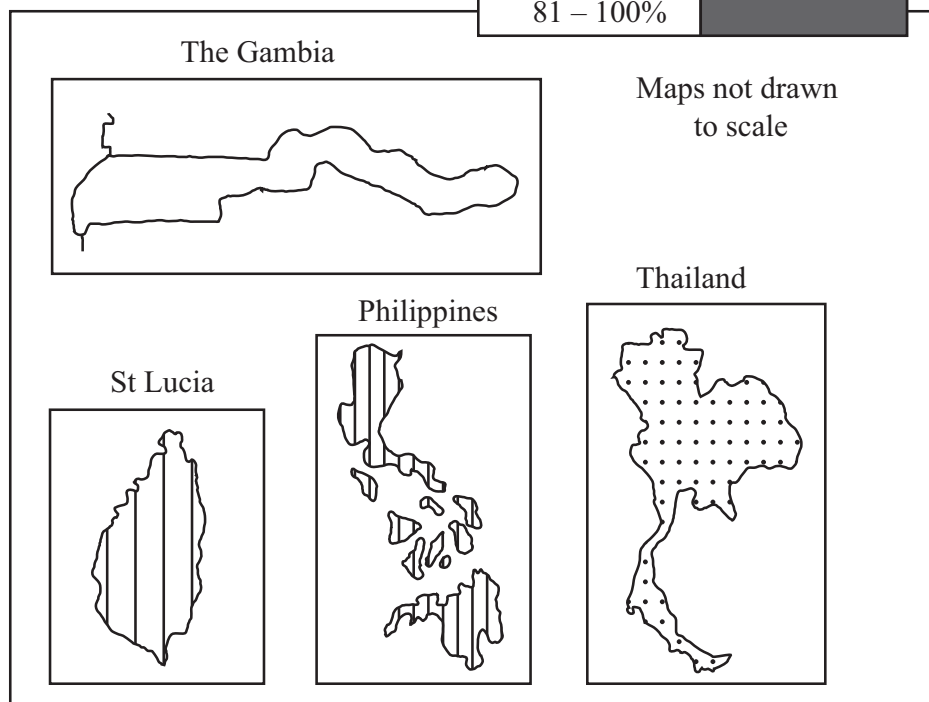 81 – 100%
The Gambia
Maps not drawn
to scale
Thailand
Philippines
St Lucia